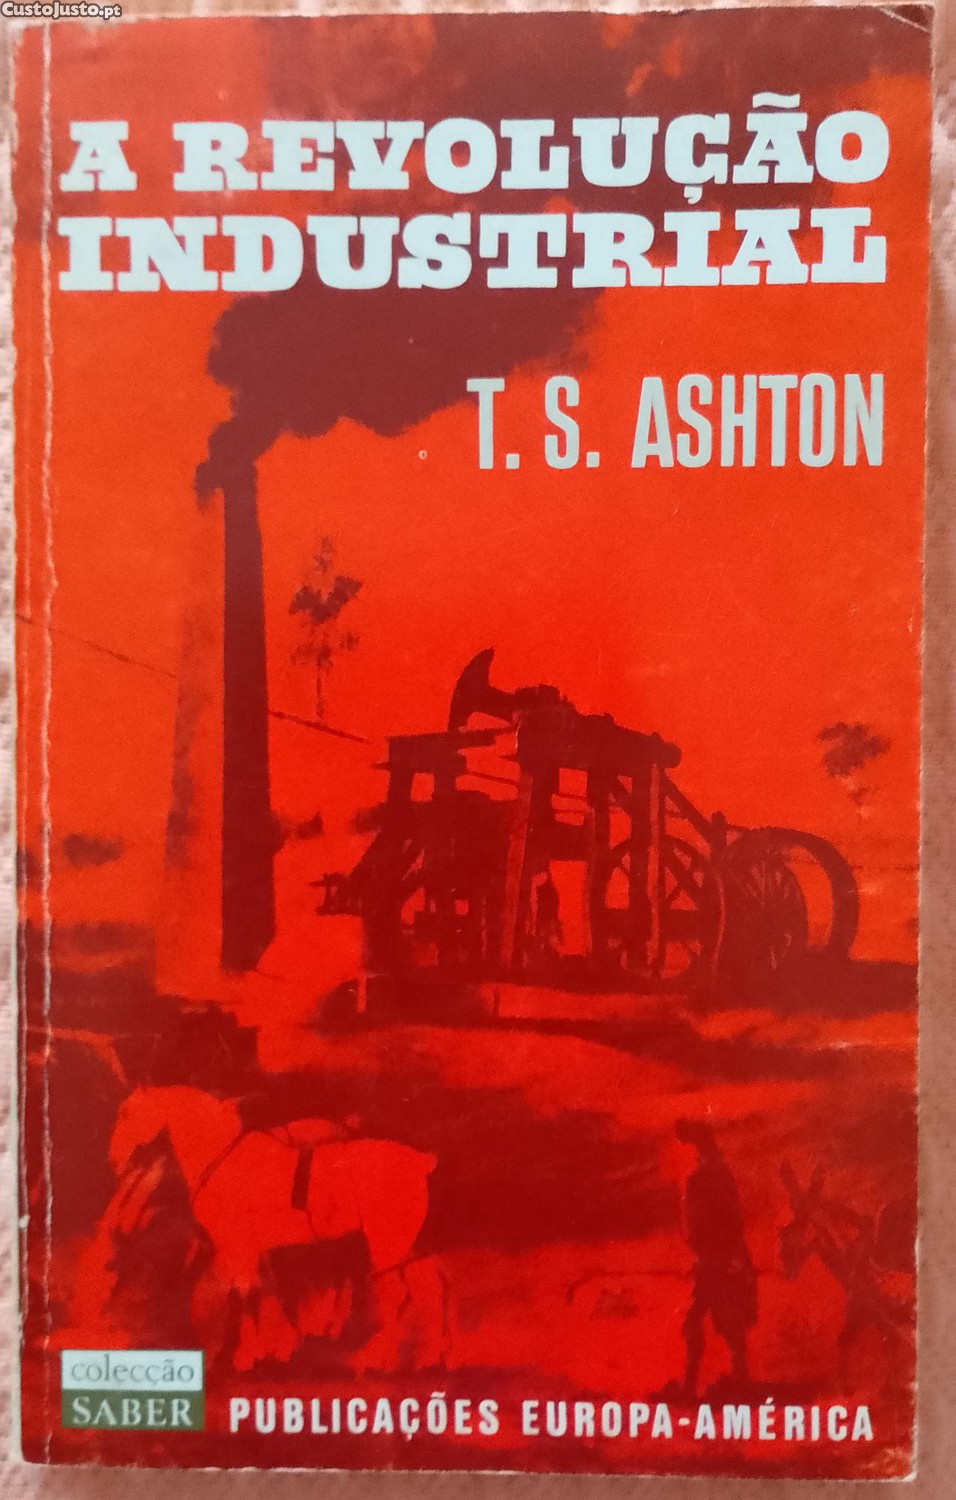 CustoJusto.pt
A REVOLUÇÃO
INDUSTRIAL
T. S. ASHTON
colecção
SABER
PUBLICAÇÕES EUROPA-AMÉRICA